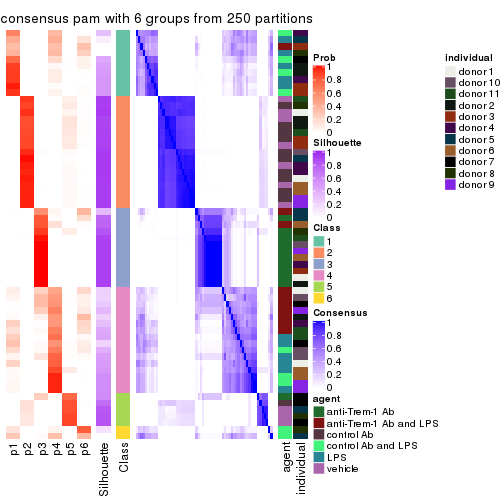 consensus pam with 6 groups from 250 partitions
p1
p2
p3
p4
p5
p6
Silhouette
Class
agent
individual
Prob
1
0.8
0.6
0.4
0.2
0
Silhouette
1
0.8
0.6
0.4
0.2
0
Class
1
2
3
4
5
6
Consensus
1
0.8
0.6
0.4
0.2
0
agent
anti-Trem-1 Ab
anti-Trem-1 Ab and LPS
control Ab
control Ab and LPS
LPS
vehicle
individual
donor 1
donor 10
donor 11
donor 2
donor 3
donor 4
donor 5
donor 6
donor 7
donor 8
donor 9